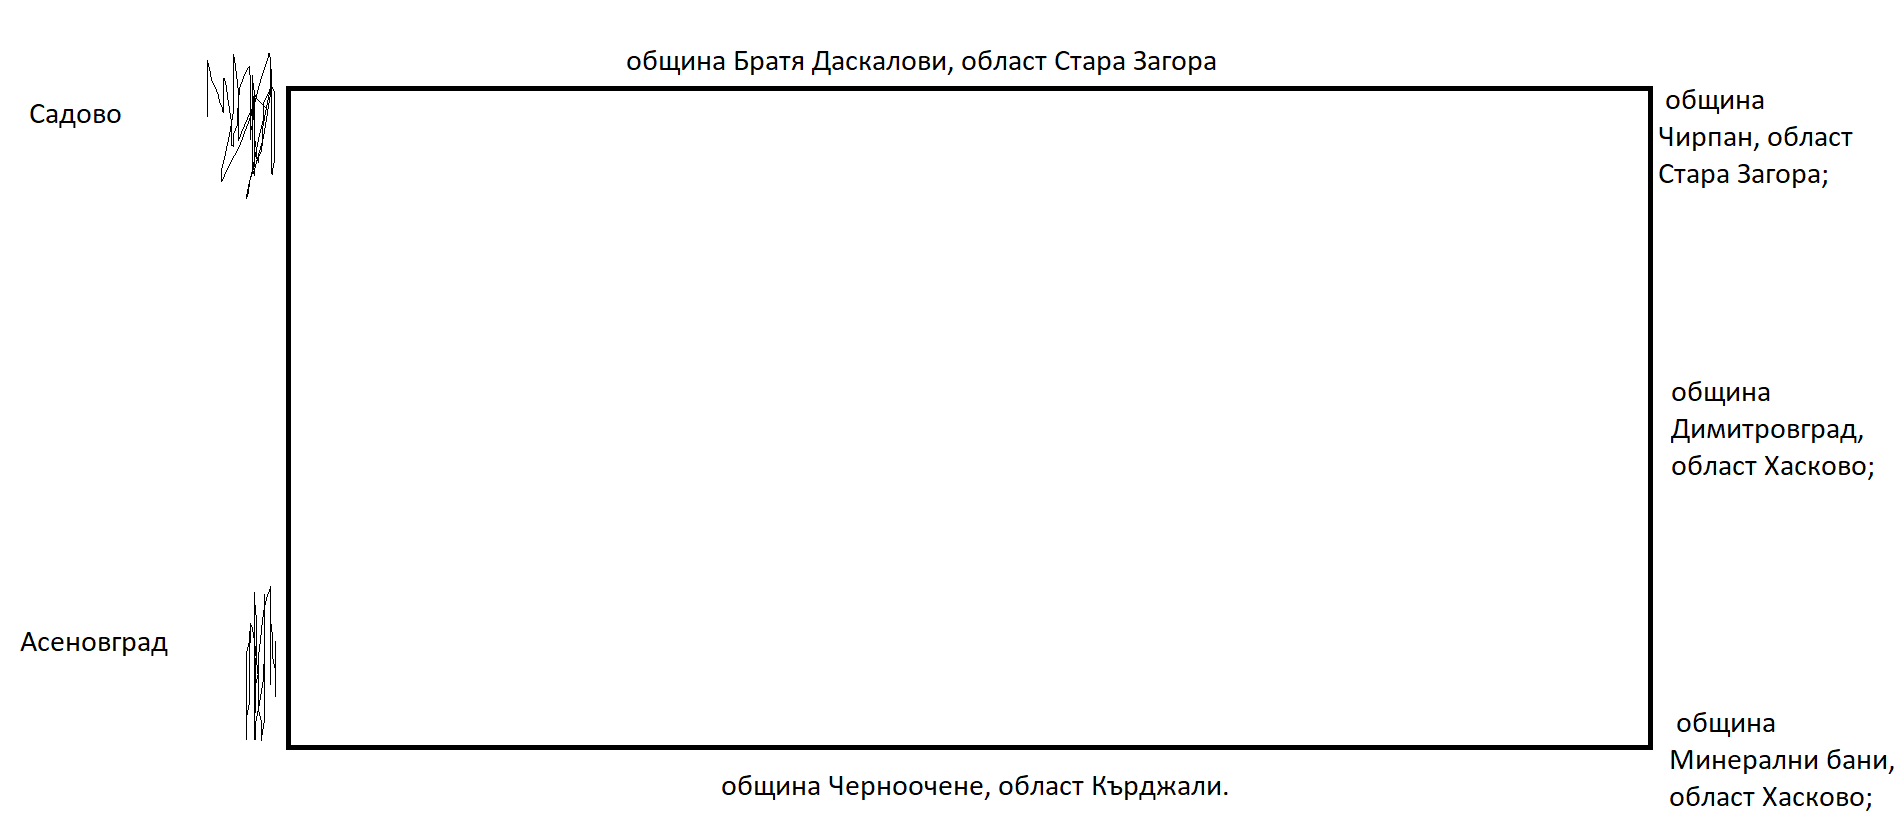 община Братя Даскалови, област Стара Загора
Садово
община
Чирпан, област
Стара Загора;
община
Димитровград,
област Хасково;
Асеновград
община
Минерални бани,
област Хасково;
община Черноочене, област Кърджали.